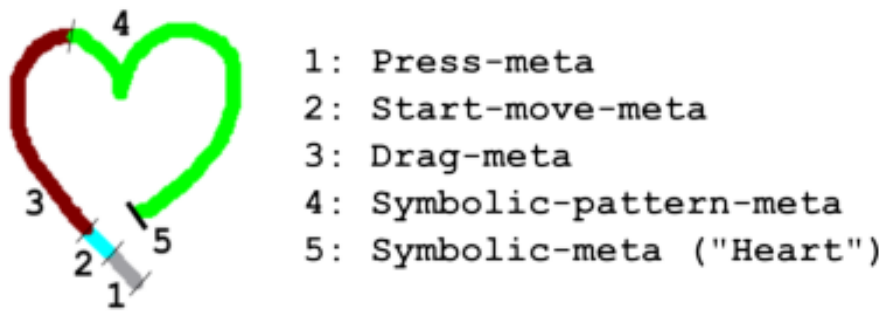 4
1: Press-meta
2: Start-move-meta
3: Drag-meta
3
4: Symbolic-pattern-meta
5
5: Symbolic-meta ("Heart")
2
1